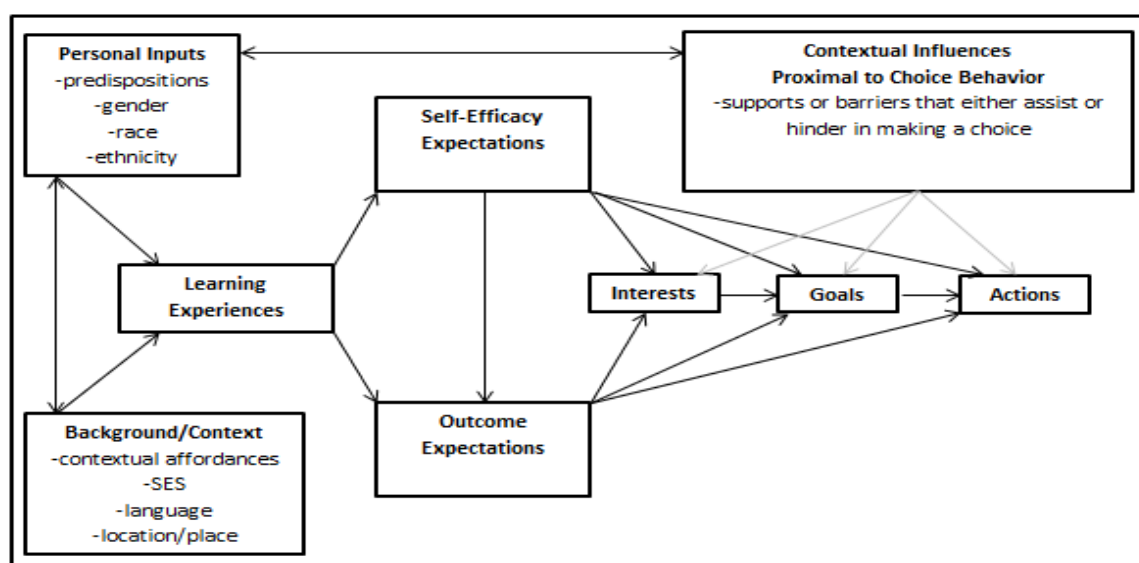 Personal Inputs
-predispositions
-gender
-race
-ethnicity
Contextual Influences
Proximal to Choice Behavior
-supports or barriers that either assist or
hinder in making a choice
Self-Efficacy
Expectations
Learning
Experiences
Interests
Goals
Actions
Background/Context
-contextual affordances
-SES
-language
-location/place
Outcome
Expectations